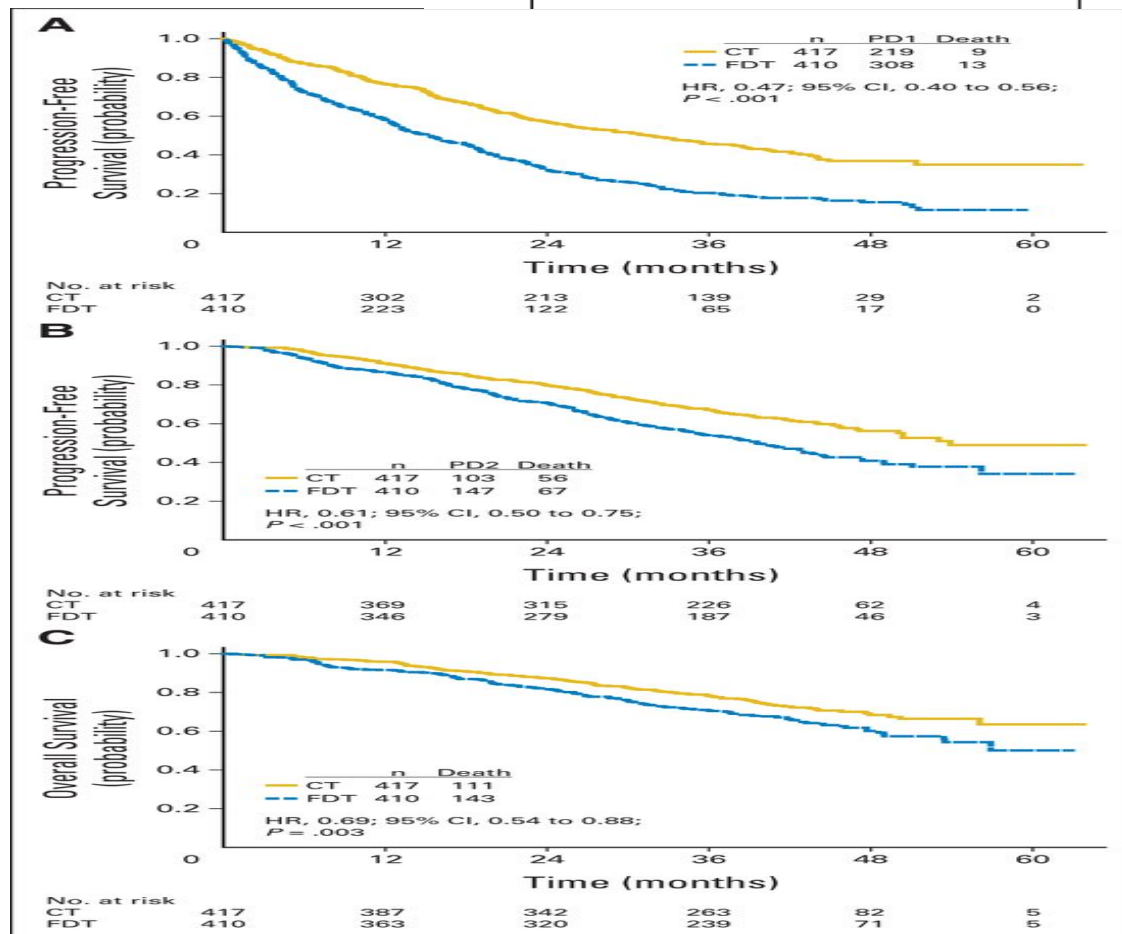 A
Progression-Free
Survival (probability)
1.0
0.8
0.6
0.4
0.2
0
n PD1 Death
CT 417 219 9
FDT 410 308 13
HR, 0.47; 95% CI, 0.40 to 0.56;
P < .001
12 24 36 48 60
Time (months)
No. at risk
CT 417 302 213 139 29 2
FDT 410 223 122 65 17 0
B
Progression-Free
Survival (probability)
1.0
0.8
0.6
0.4
0.2
0
n PD2 Death
CT 417 103 56
FDT 410 147 67
HR, 0.61; 95% CI, 0.50 to 0.75;
P < .001
12 24 36 48 60
Time (months)
No. at risk
CT 417 369 315 226 62 4
FDT 410 346 279 187 46 3
C
Overall Survival
(probability)
1.0
0.8
0.6
0.4
0.2
0
n Death
CT 417 111
FDT 410 143
HR, 0.69; 95% CI, 0.54 to 0.88;
P = .003
12 24 36 48 60
Time (months)
No. at risk
CT 417 387 342 263 82 5
FDT 410 363 320 239 71 5